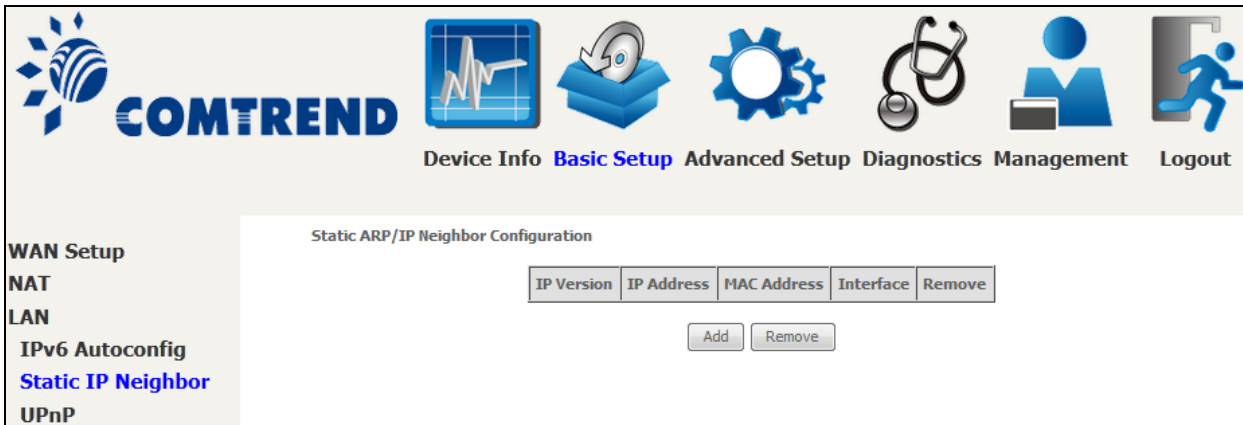 COMTREND
Device Info Basic Setup Advanced Setup Diagnostics Management Logout
WAN Setup
NAT
LAN
IPv6 Autoconfig
Static IP Neighbor
UPnP
Static ARP/IP Neighbor Configuration
IP Version IP Address MAC Address Interface Remove
Add Remove